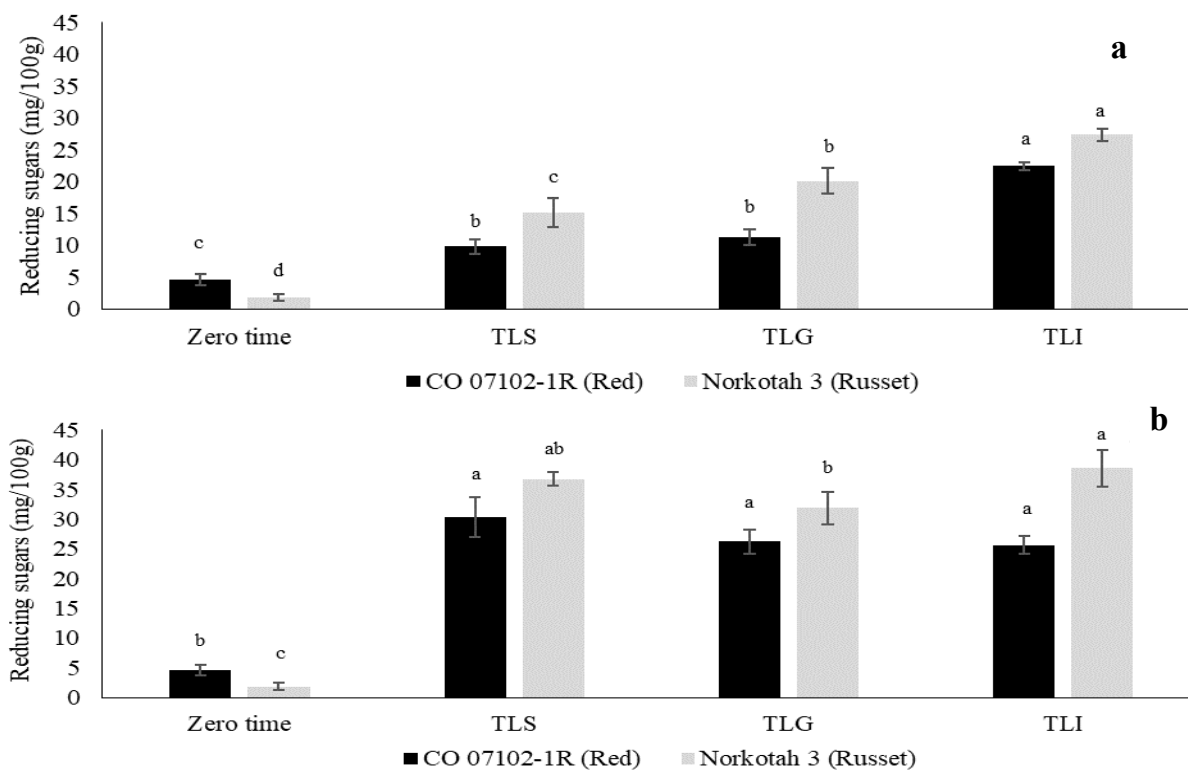 45
a
40
35
30
25
20
15
10
5
0
Reducing sugars (mg/100g)
c
d
b
c
b
b
a
a
Zero time TLS TLG TLI
CO 07102-1R (Red) Norkotah 3 (Russet)
45
b
40
35
30
25
20
15
10
5
0
Reducing sugars (mg/100g)
b
c
a
ab
a
b
a
a
Zero time TLS TLG TLI
CO 07102-1R (Red) Norkotah 3 (Russet)